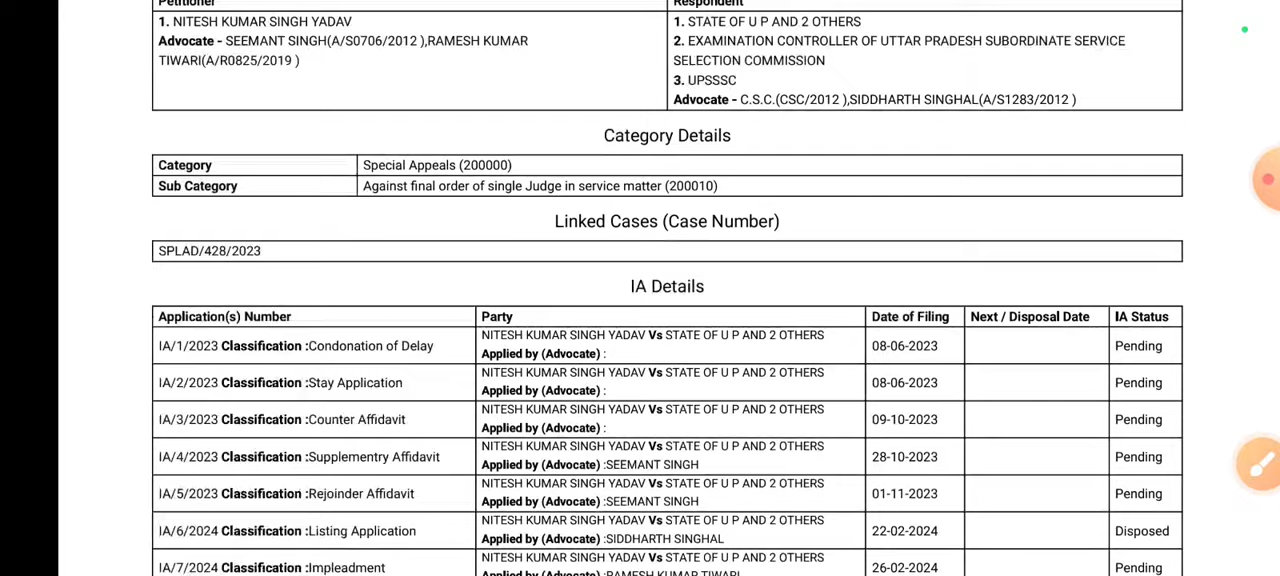 Petitioner
Respondent
1. NITESH KUMAR SINGH YADAV
Advocate - SEEMANT SINGH(A/S0706/2012 ),RAMESH KUMAR
TIWARI(A/R0825/2019 )
1. STATE OF U P AND 2 OTHERS
2. EXAMINATION CONTROLLER OF UTTAR PRADESH SUBORDINATE SERVICE
SELECTION COMMISSION
3. UPSSSC
Advocate - C.S.C.(CSC/2012 ),SIDDHARTH SINGHAL(A/S1283/2012 )
Category Details
Category Special Appeals (200000)
Sub Category Against final order of single Judge in service matter (200010)
Linked Cases (Case Number)
SPLAD/428/2023
IA Details
Application(s) Number Party Date of Filing Next / Disposal Date IA Status
NITESH KUMAR SINGH YADAV Vs STATE OF U P AND 2 OTHERS
IA/1/2023 Classification :Condonation of Delay 08-06-2023 Pending
Applied by (Advocate) :
NITESH KUMAR SINGH YADAV Vs STATE OF U P AND 2 OTHERS
IA/2/2023 Classification :Stay Application 08-06-2023 Pending
Applied by (Advocate) :
NITESH KUMAR SINGH YADAV Vs STATE OF U P AND 2 OTHERS
IA/3/2023 Classification :Counter Affidavit 09-10-2023 Pending
Applied by (Advocate) :
NITESH KUMAR SINGH YADAV Vs STATE OF U P AND 2 OTHERS
IA/4/2023 Classification :Supplementry Affidavit 28-10-2023 Pending
Applied by (Advocate) :SEEMANT SINGH
NITESH KUMAR SINGH YADAV Vs STATE OF U P AND 2 OTHERS
IA/5/2023 Classification :Rejoinder Affidavit 01-11-2023 Pending
Applied by (Advocate) :SEEMANT SINGH
NITESH KUMAR SINGH YADAV Vs STATE OF U P AND 2 OTHERS
IA/6/2024 Classification :Listing Application 22-02-2024 Disposed
Applied by (Advocate) :SIDDHARTH SINGHAL
NITESH KUMAR SINGH YADAV Vs STATE OF U P AND 2 OTHERS
IA/7/2024 Classification :Impleadment 26-02-2024 Pending
Applied by (Advocate) :RAMESH KUMAR TIWARI